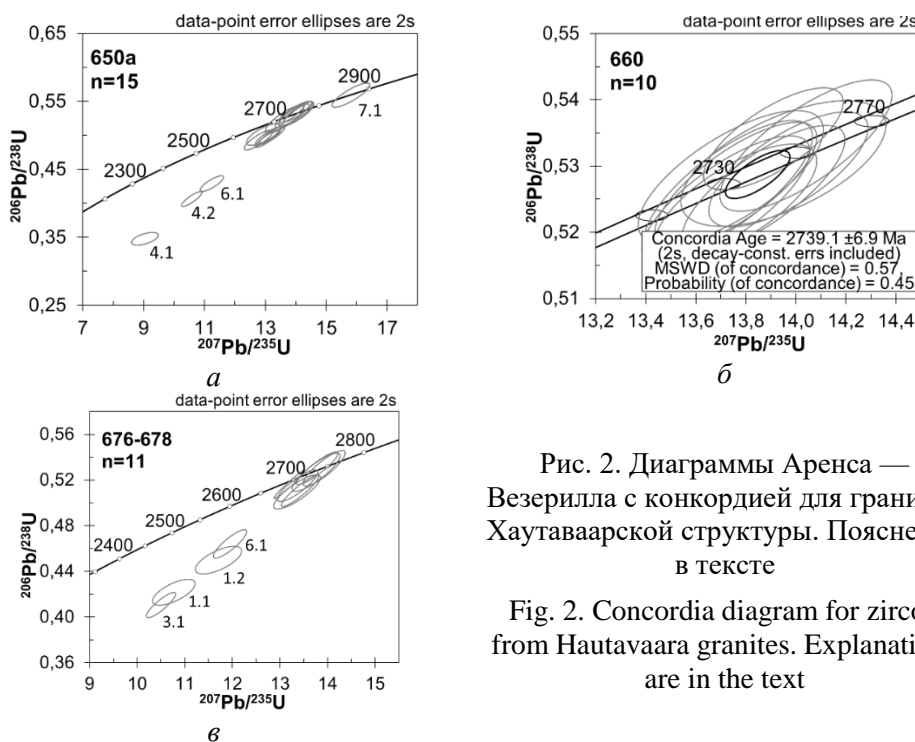 data-point error ellipses are 2s
0,65
0,55
0,45
0,35
0,25
650a
n=15
2900
2700
2500
2300
7.1
6.1
4.2
4.1
206Pb/238U
7 9 11 13 15 17
207Pb/235U
а
data-point error ellipses are 2s
0,55
0,54
0,53
0,52
0,51
660
n=10
2770
2730
206Pb/238U
Concordia Age = 2739.1 ±6.9 Ma
(2s, decay-const. errs included)
MSWD (of concordance) = 0.57,
Probability (of concordance) = 0.45
13,2 13,4 13,6 13,8 14,0 14,2 14,4
207Pb/235U
б
data-point error ellipses are 2s
0,56
0,52
0,48
0,44
0,40
0,36
676-678
n=11
2800
2700
2600
2500
2400
6.1
1.2
1.1
3.1
206Pb/238U
9 10 11 12 13 14 15
207Pb/235U
в
Рис. 2. Диаграммы Аренса —
Везерилла с конкордией для
Хаутаваарской структуры.
в тексте
Fig. 2. Concordia diagram for
from Hautavaara granites.
are in the text